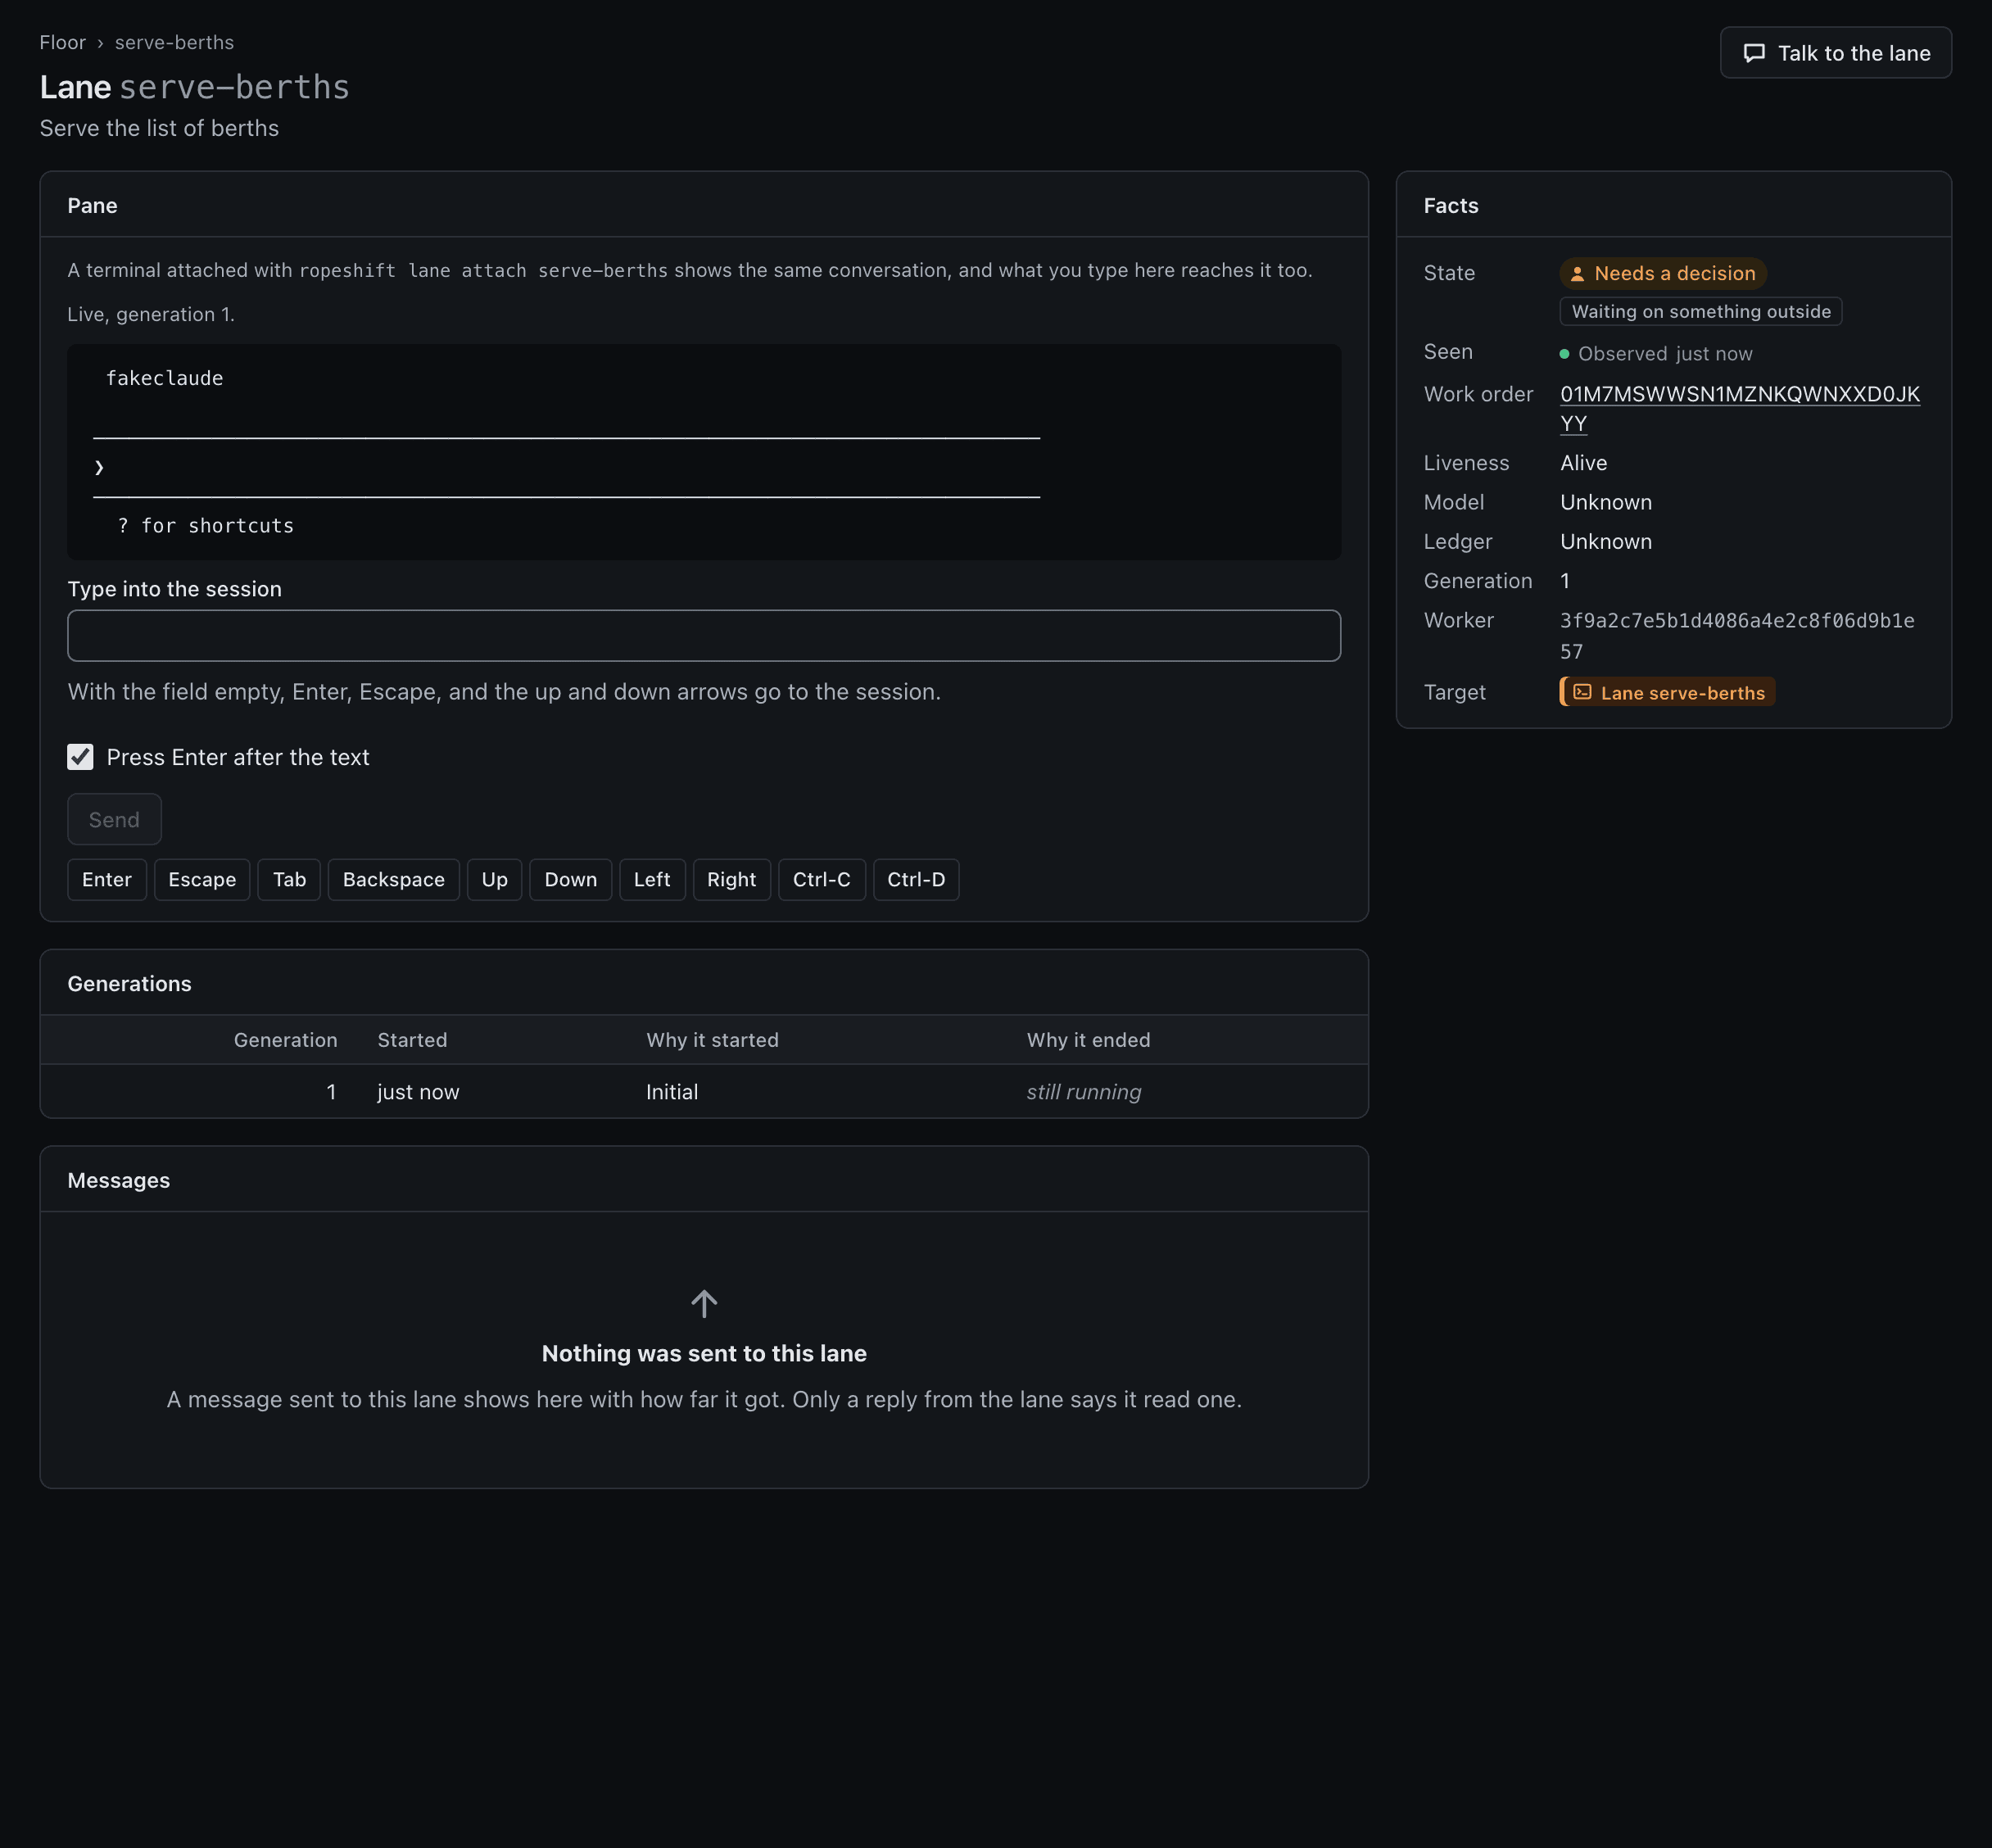 Floor › serve-berths
Talk to the lane
Lane serve-berths
Serve the list of berths
Pane
A terminal attached with ropeshift lane attach serve-berths shows the same conversation, and what you type here reaches it too.
Live, generation 1.
fakeclaude
❯
? for shortcuts
Type into the session
With the field empty, Enter, Escape, and the up and down arrows go to the session.
Press Enter after the text
Send
Enter Escape Tab Backspace Up Down Left Right Ctrl-C Ctrl-D
Facts
State Needs a decision
Waiting on something outside
Seen Observed just now
Work order 01M7MSWWSN1MZNKQWNXXD0JK
YY
Liveness Alive
Model Unknown
Ledger Unknown
Generation 1
Worker 3f9a2c7e5b1d4086a4e2c8f06d9b1e
57
Target Lane serve-berths
Generations
Generation Started Why it started Why it ended
1 just now Initial still running
Messages
Nothing was sent to this lane
A message sent to this lane shows here with how far it got. Only a reply from the lane says it read one.